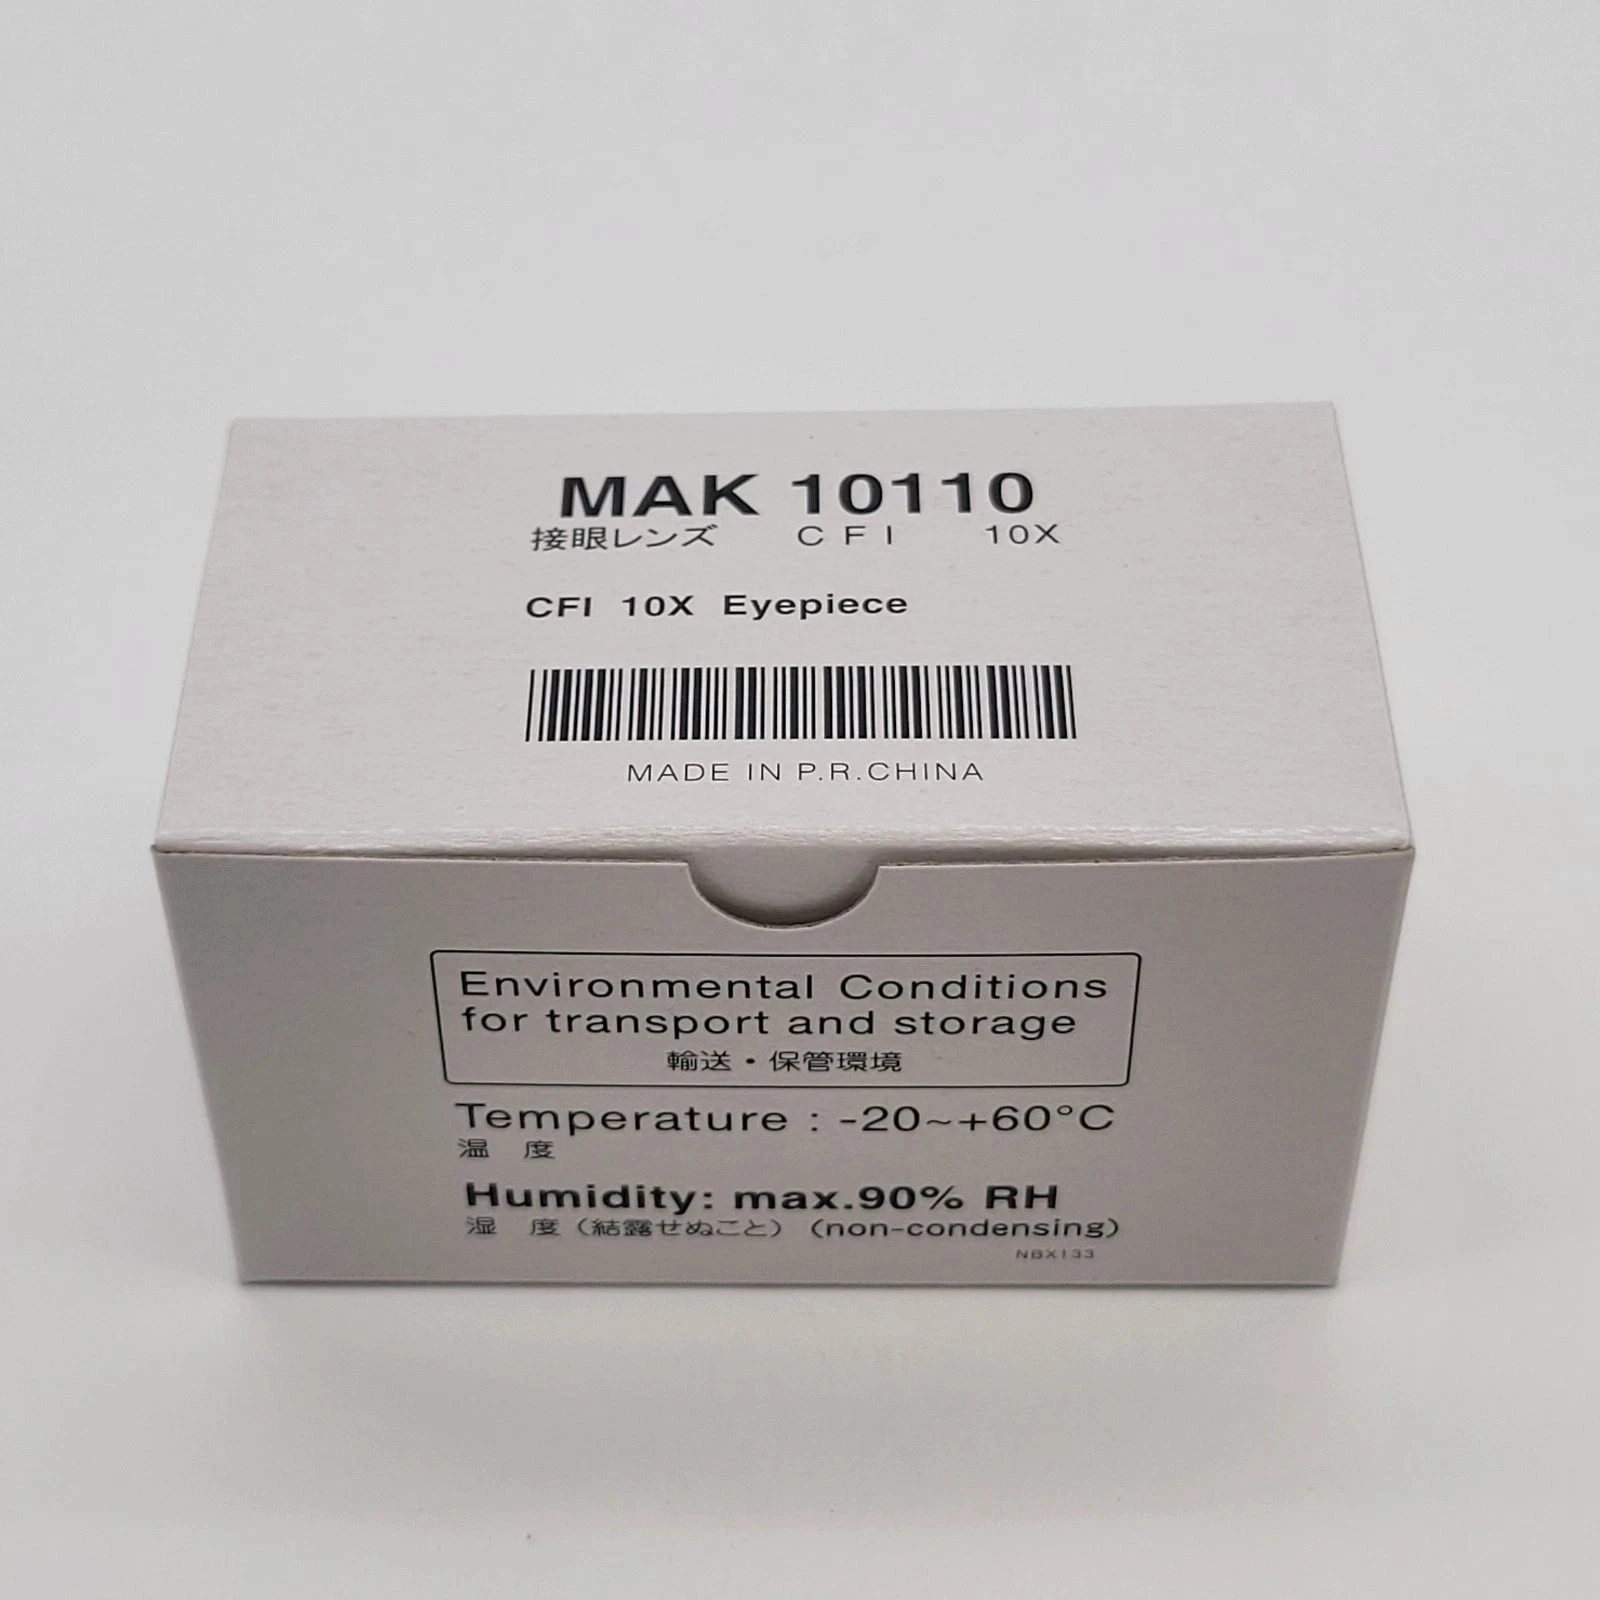 MAK 10110
接眼レンズ CFI 10X
CFI 10X Eyepiece
MADE IN P.R.CHINA
Environmental Conditions
for transport and storage
輸送・保管環境
Temperature : -20~+60°C
温 度
Humidity: max.90% RH
湿 度（結露せぬこと） (non-condensing)
NBX133